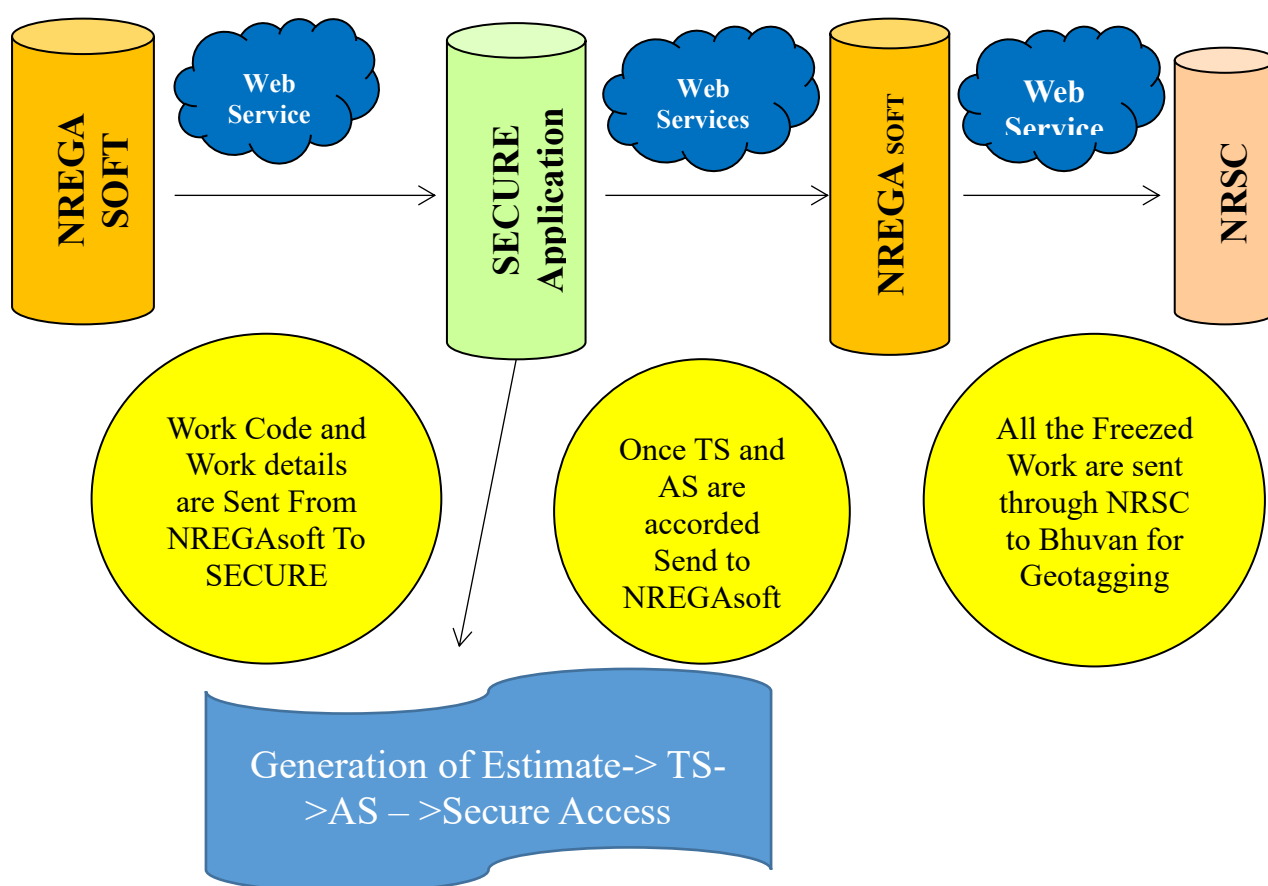 NREGA
SOFT
Web
Service
SECURE
Application
Web
Services
NREGA SOFT
Web
Service
NRSC
Work Code and
Work details
are Sent From
NREGAsoft To
SECURE
Once TS and
AS are
accorded
Send to
NREGAsoft
All the Freezed
Work are sent
through NRSC
to Bhuvan for
Geotagging
Generation of Estimate-> TS-
>AS – >Secure Access